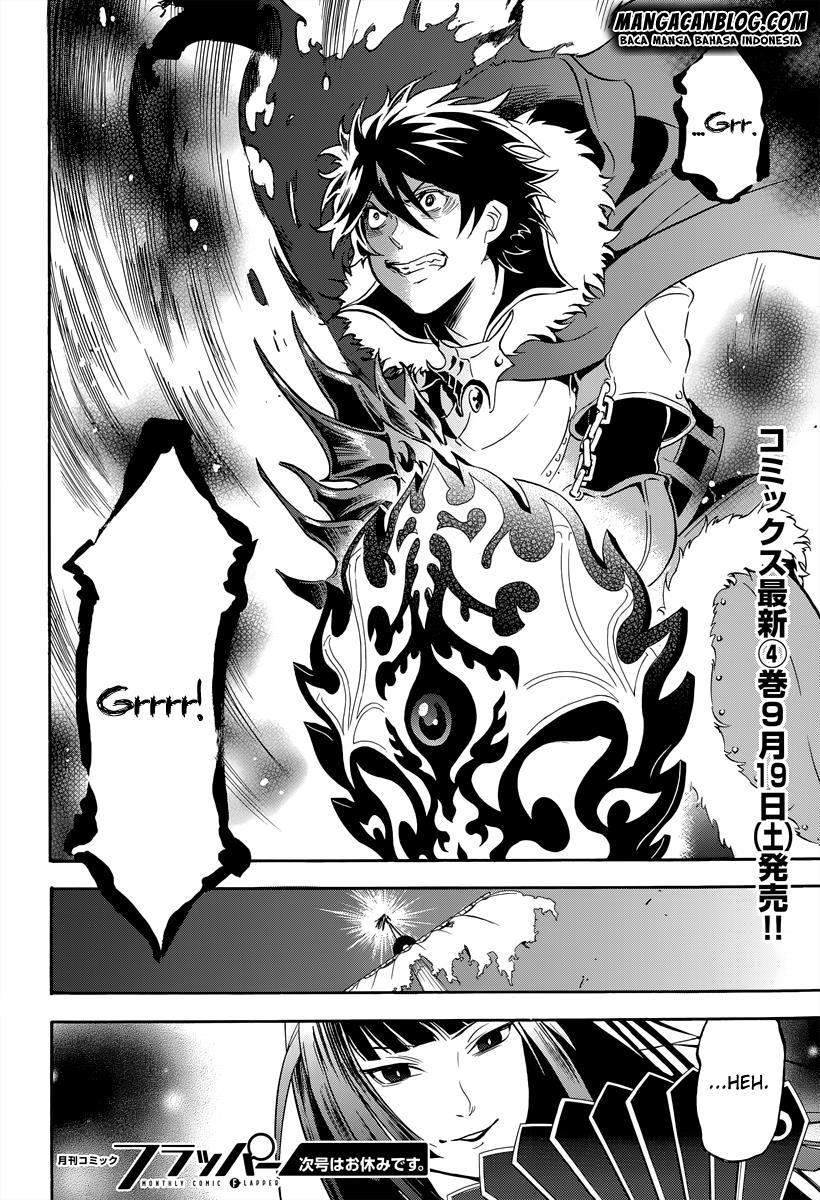 MANGAGANBLOG.COM
BACA MANGA BAHASA INDONESIA
...Grr.
コミックス最新④巻9月19日(土)発売!!
Grrrr!
...HEH.
月刊コミック フラッパー
MONTHLY COMIC FLAPPER
次号はお休みです。